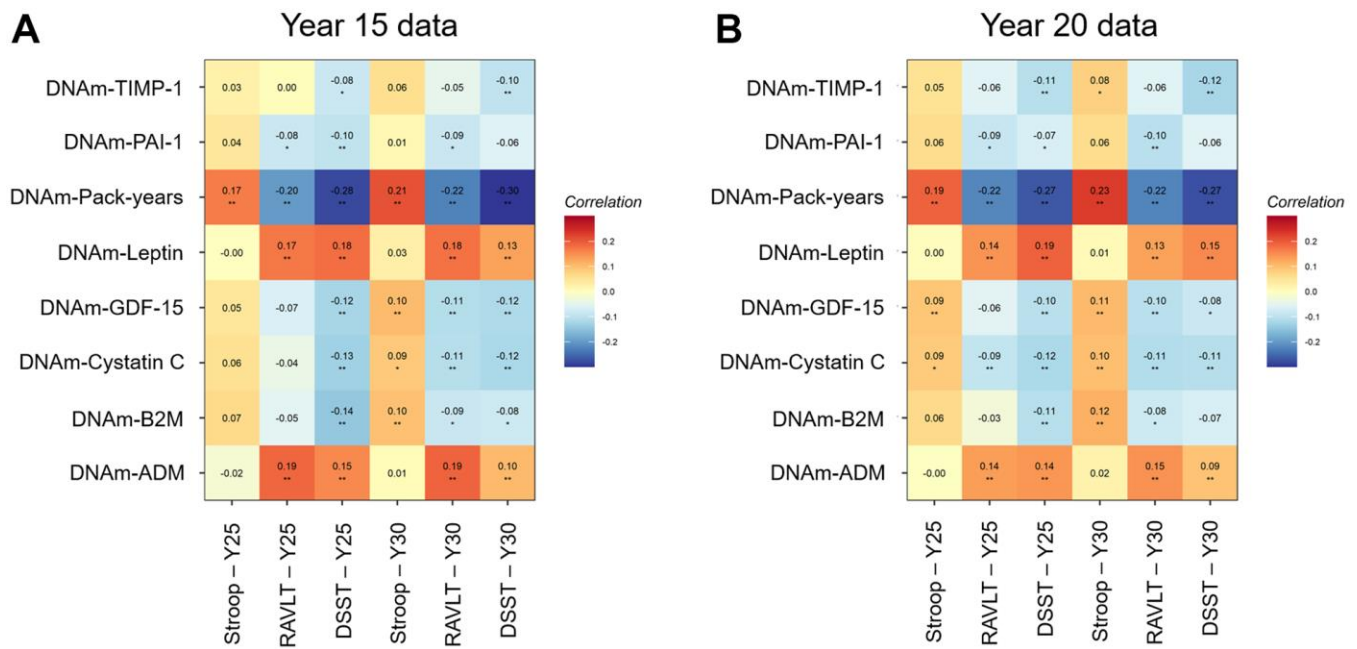 A
Year 15 data
DNAm-TIMP-1
0.03 0.00 -0.08 0.06 -0.05 -0.10
* **
DNAm-PAI-1
0.04 -0.08 -0.10 0.01 -0.09 -0.06
* ** *
DNAm-Pack-years
0.17 -0.20 -0.28 0.21 -0.22 -0.30
** ** ** ** ** **
DNAm-Leptin
-0.00 0.17 0.18 0.03 0.18 0.13
** ** ** **
DNAm-GDF-15
0.05 -0.07 -0.12 0.10 -0.11 -0.12
** ** ** **
DNAm-Cystatin C
0.06 -0.04 -0.13 0.09 -0.11 -0.12
** * ** **
DNAm-B2M
0.07 -0.05 -0.14 0.10 -0.09 -0.08
** ** * *
DNAm-ADM
-0.02 0.19 0.15 0.01 0.19 0.10
** ** ** **
Stroop – Y25
RAVLT – Y25
DSST – Y25
Stroop – Y30
RAVLT – Y30
DSST – Y30
Correlation
0.2
0.1
0.0
-0.1
-0.2
B
Year 20 data
DNAm-TIMP-1
0.05 -0.06 -0.11 0.08 -0.06 -0.12
** * **
DNAm-PAI-1
0.06 -0.09 -0.07 0.06 -0.10 -0.06
* * **
DNAm-Pack-years
0.19 -0.22 -0.27 0.23 -0.22 -0.27
** ** ** ** ** **
DNAm-Leptin
0.00 0.14 0.19 0.01 0.13 0.15
** ** ** **
DNAm-GDF-15
0.09 -0.06 -0.10 0.11 -0.10 -0.08
** ** ** ** *
DNAm-Cystatin C
0.09 -0.09 -0.12 0.10 -0.11 -0.11
* ** ** ** ** **
DNAm-B2M
0.06 -0.03 -0.11 0.12 -0.08 -0.07
** ** *
DNAm-ADM
-0.00 0.14 0.14 0.02 0.15 0.09
** ** ** **
Stroop – Y25
RAVLT – Y25
DSST – Y25
Stroop – Y30
RAVLT – Y30
DSST – Y30
Correlation
0.2
0.1
0.0
-0.1
-0.2